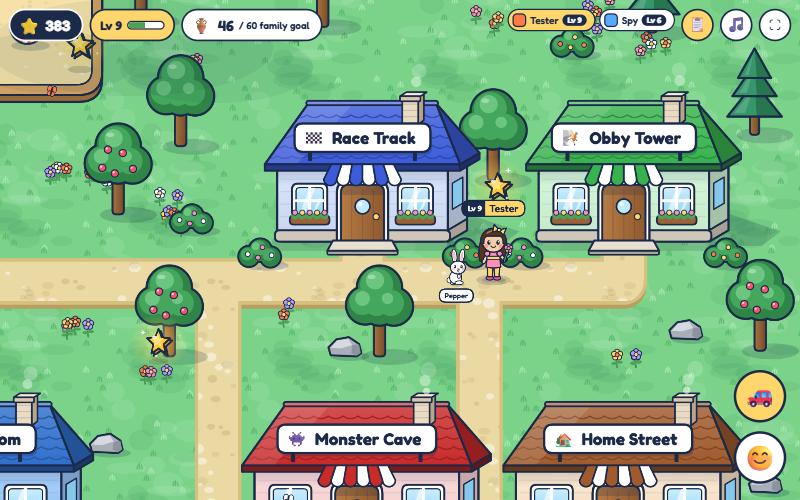 383
Lv 9
46 / 60 family goal
Tester Lv 9
Spy Lv 6
Race Track
Obby Tower
Lv 9 Tester
Pepper
om
Monster Cave
Home Street